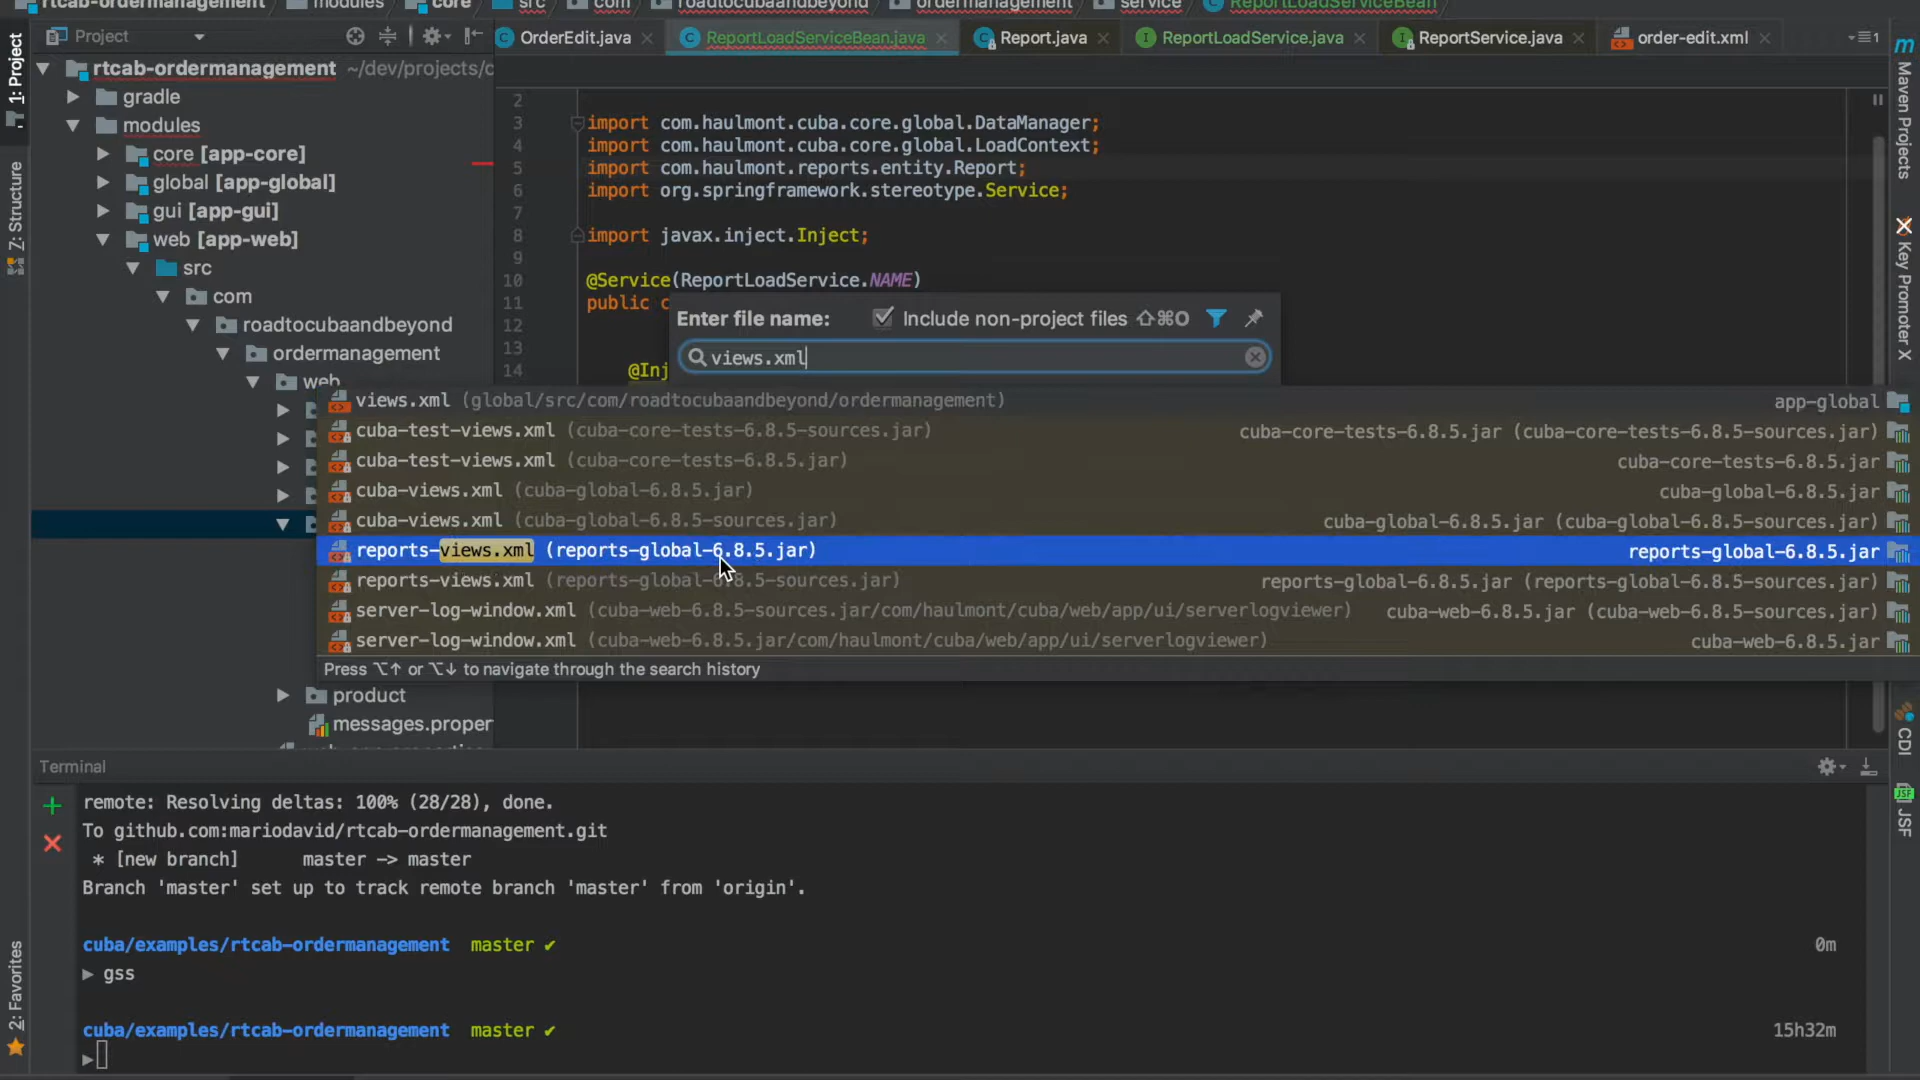 rtcab-ordermanagement modules core src com roadtocubaandbeyond ordermanagement service ReportLoadServiceBean
Project
OrderEdit.java ReportLoadServiceBean.java Report.java ReportLoadService.java ReportService.java order-edit.xml
1: Project
7: Structure
2: Favorites
Maven Projects
Key Promoter X
CDI
JSF
JSF
rtcab-ordermanagement ~/dev/projects/c
gradle
modules
core [app-core]
global [app-global]
gui [app-gui]
web [app-web]
src
com
roadtocubaandbeyond
ordermanagement
web
product
messages.proper
2
3 import com.haulmont.cuba.core.global.DataManager;
4 import com.haulmont.cuba.core.global.LoadContext;
5 import com.haulmont.reports.entity.Report;
6 import org.springframework.stereotype.Service;
7
8 import javax.inject.Inject;
9
10 @Service(ReportLoadService.NAME)
11 public c
12
13
14 @Inj
Enter file name: Include non-project files ⇧⌘O
views.xml
views.xml (global/src/com/roadtocubaandbeyond/ordermanagement) app-global
cuba-test-views.xml (cuba-core-tests-6.8.5-sources.jar) cuba-core-tests-6.8.5.jar (cuba-core-tests-6.8.5-sources.jar)
cuba-test-views.xml (cuba-core-tests-6.8.5.jar) cuba-core-tests-6.8.5.jar
cuba-views.xml (cuba-global-6.8.5.jar) cuba-global-6.8.5.jar
cuba-views.xml (cuba-global-6.8.5-sources.jar) cuba-global-6.8.5.jar (cuba-global-6.8.5-sources.jar)
reports-views.xml (reports-global-6.8.5.jar) reports-global-6.8.5.jar
reports-views.xml (reports-global-6.8.5-sources.jar) reports-global-6.8.5.jar (reports-global-6.8.5-sources.jar)
server-log-window.xml (cuba-web-6.8.5-sources.jar/com/haulmont/cuba/web/app/ui/serverlogviewer) cuba-web-6.8.5.jar (cuba-web-6.8.5-sources.jar)
server-log-window.xml (cuba-web-6.8.5.jar/com/haulmont/cuba/web/app/ui/serverlogviewer) cuba-web-6.8.5.jar
Press ⌥↑ or ⌥↓ to navigate through the search history
Terminal
remote: Resolving deltas: 100% (28/28), done.
To github.com:mariodavid/rtcab-ordermanagement.git
* [new branch] master -> master
Branch 'master' set up to track remote branch 'master' from 'origin'.
cuba/examples/rtcab-ordermanagement master ✔ 0m
▶ gss
cuba/examples/rtcab-ordermanagement master ✔ 15h32m
▶